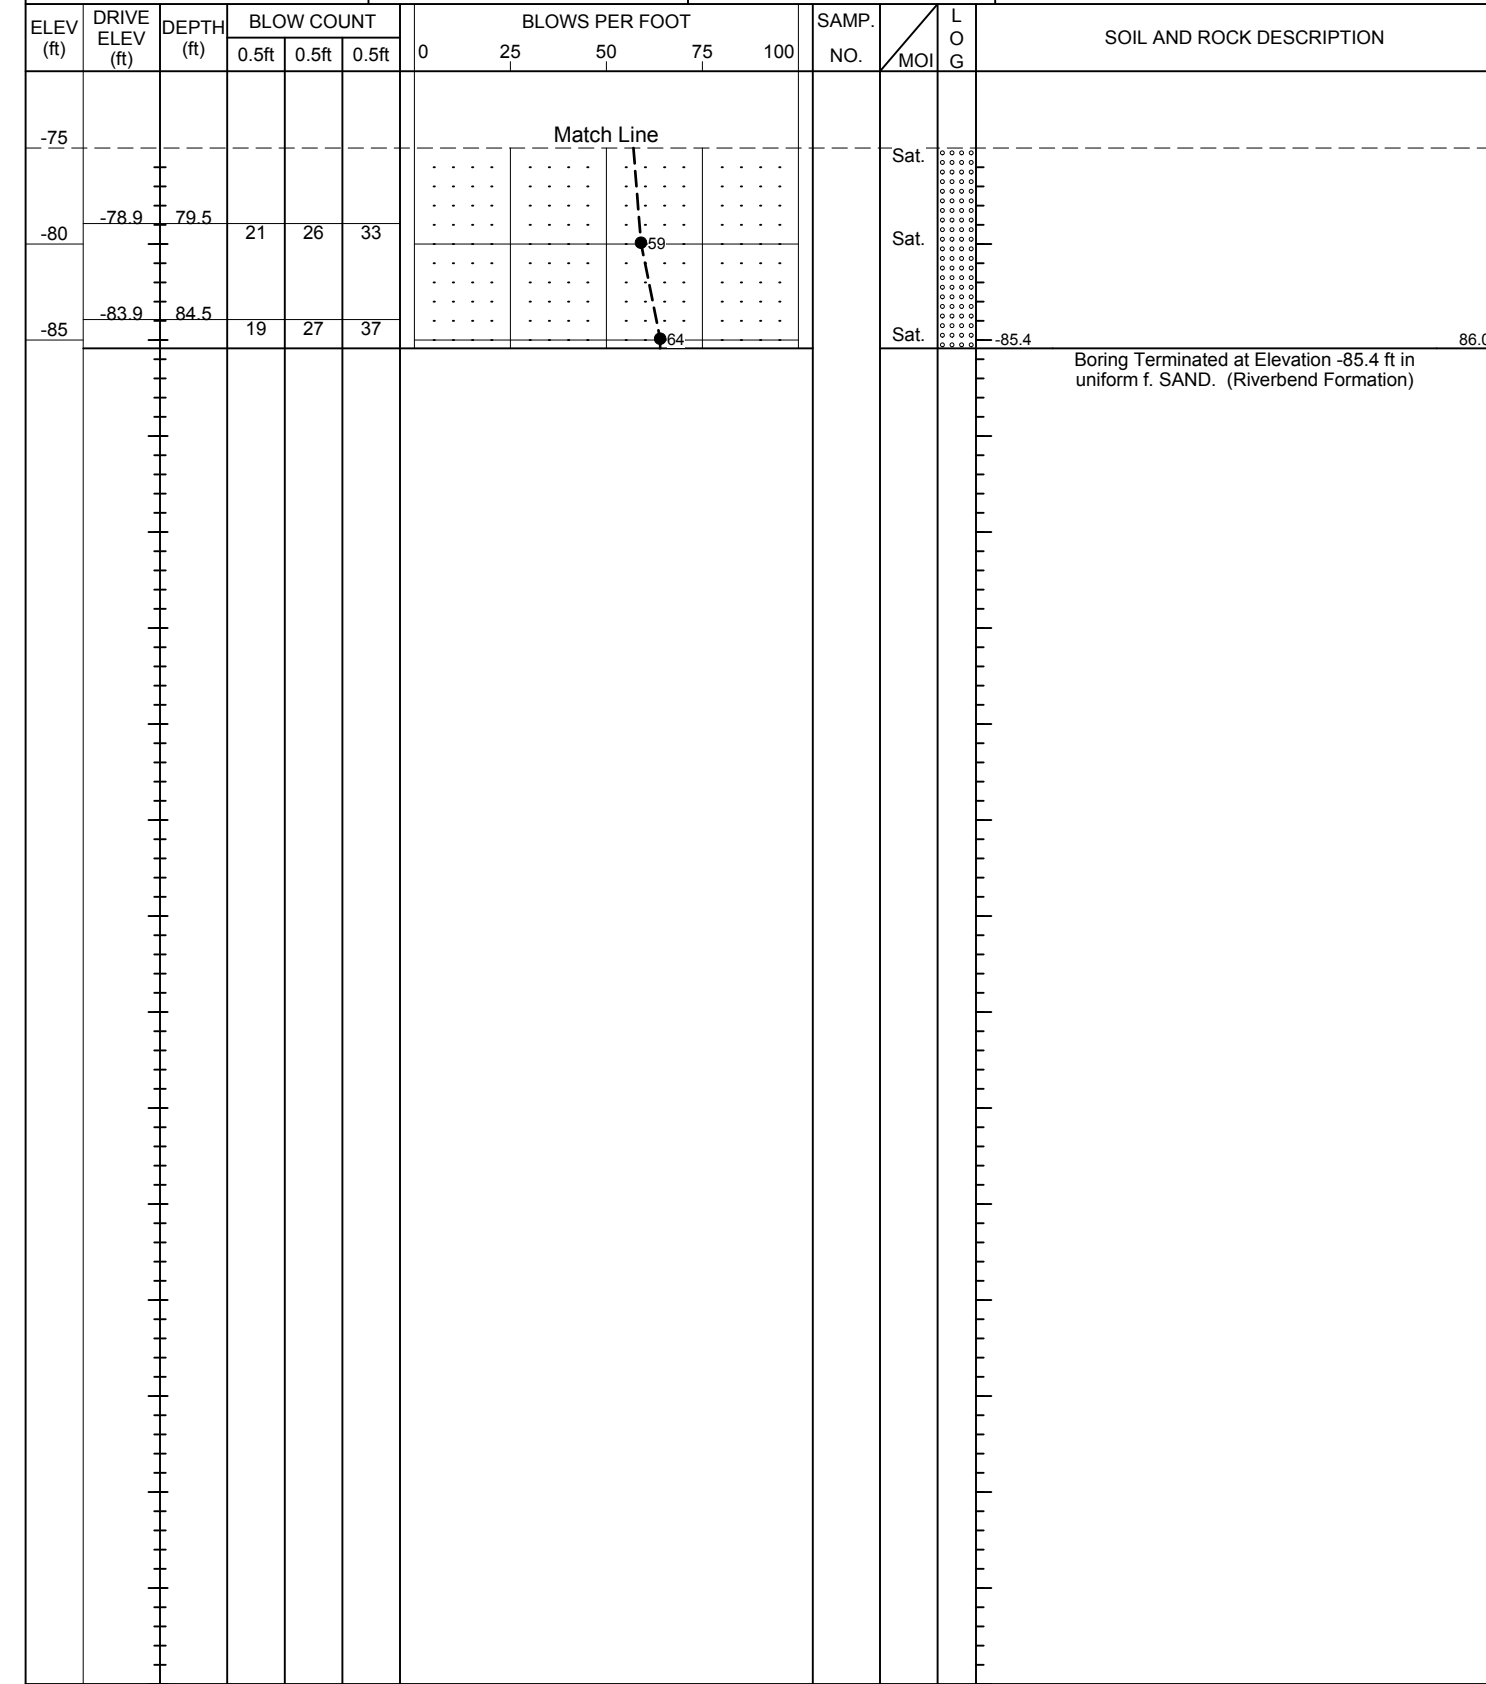 ELEV (ft)
DRIVE ELEV (ft)
DEPTH (ft)
BLOW COUNT
0.5ft 0.5ft 0.5ft
BLOWS PER FOOT
0 25 50 75 100
SAMP. NO.
MOI
LOG
SOIL AND ROCK DESCRIPTION
-75
Match Line
Sat.
-78.9 79.5
-80 21 26 33 59 Sat.
-83.9 84.5
-85 19 27 37 64 Sat.
-85.4 86.0
Boring Terminated at Elevation -85.4 ft in
uniform f. SAND. (Riverbend Formation)